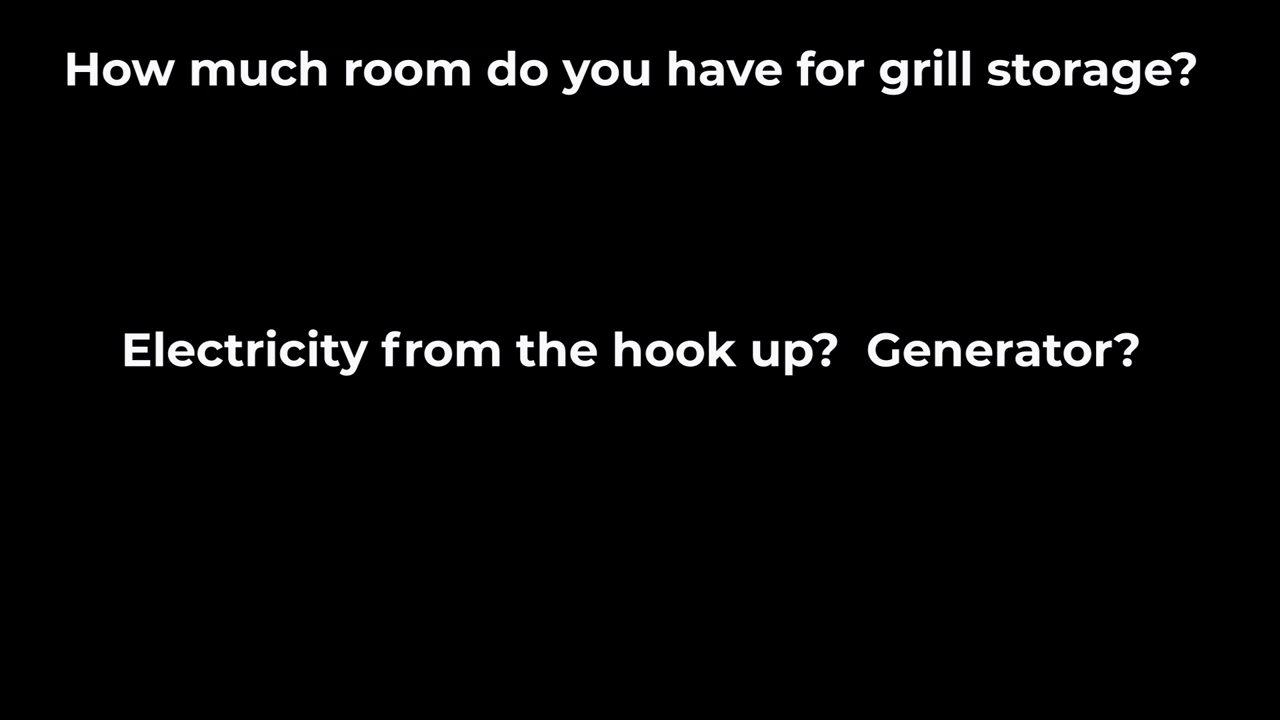 How much room do you have for grill storage?
Electricity from the hook up?  Generator?